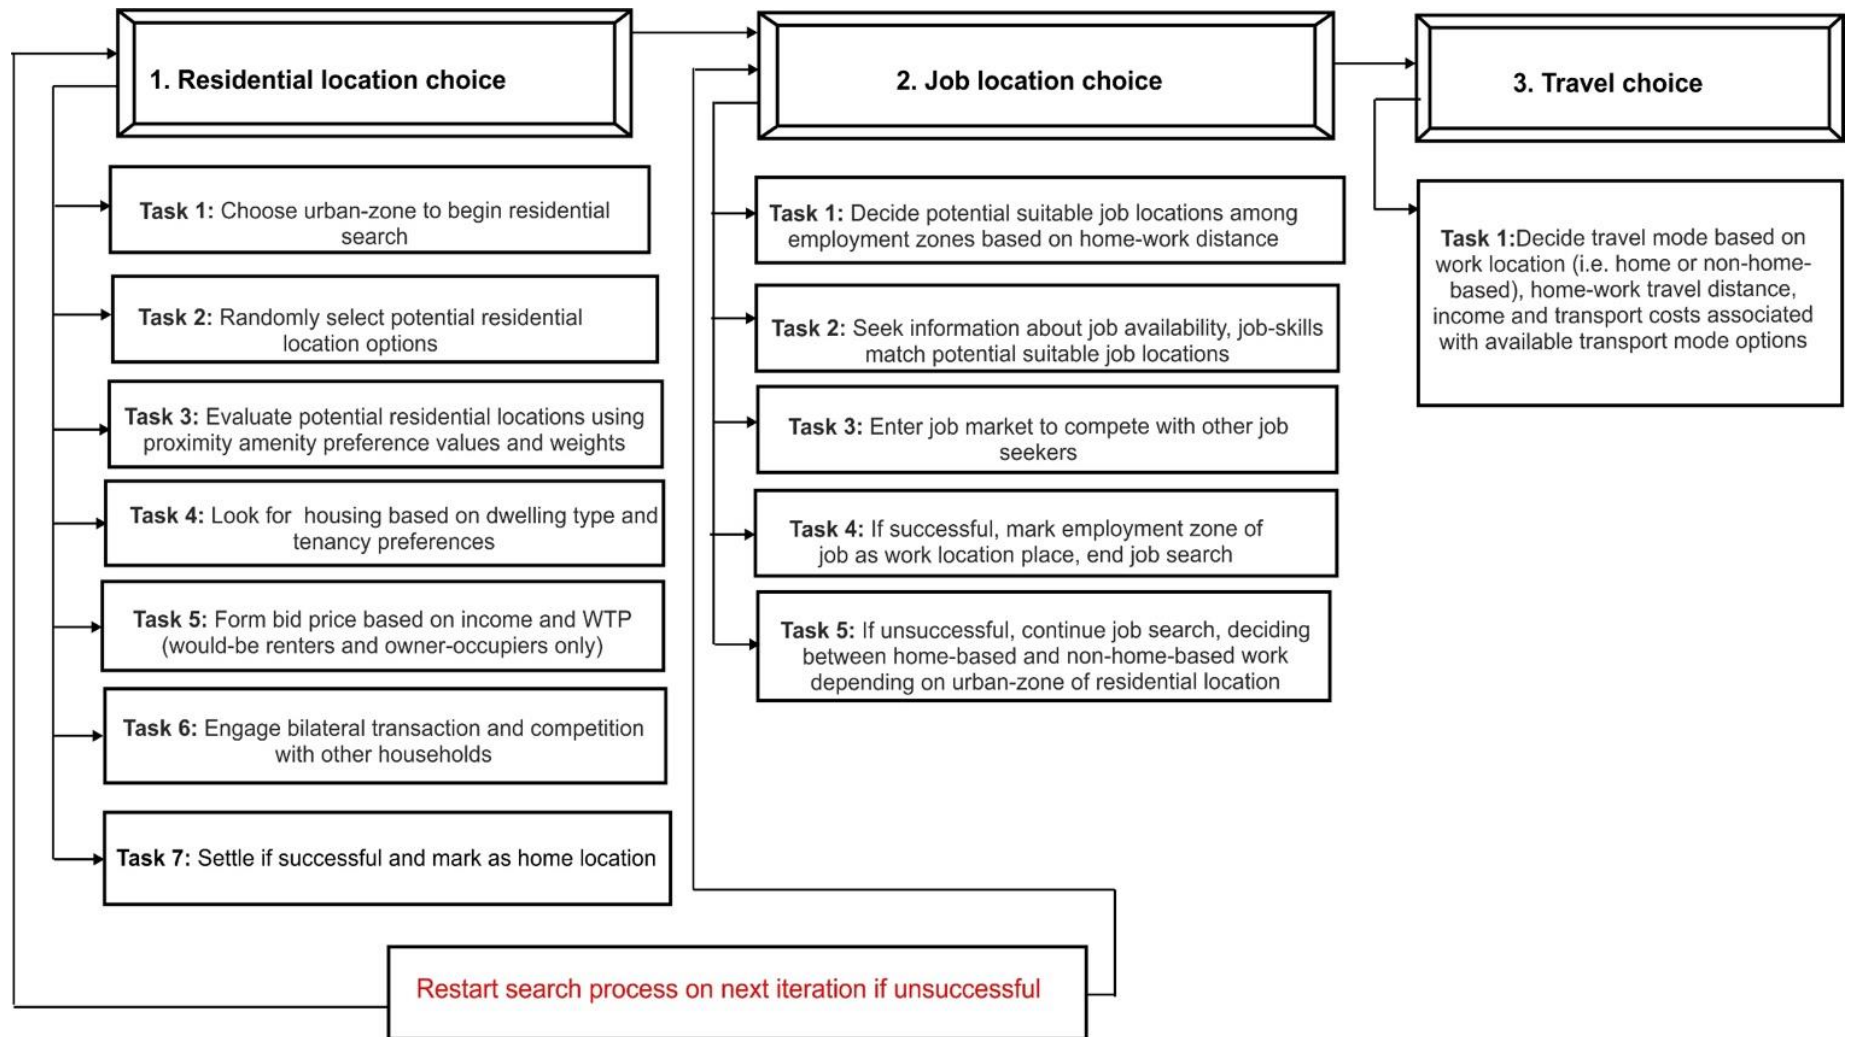 1. Residential location choice
Task 1: Choose urban-zone to begin residential
search
Task 2: Randomly select potential residential
location options
Task 3: Evaluate potential residential locations using
proximity amenity preference values and weights
Task 4: Look for housing based on dwelling type and
tenancy preferences
Task 5: Form bid price based on income and WTP
(would-be renters and owner-occupiers only)
Task 6: Engage bilateral transaction and competition
with other households
Task 7: Settle if successful and mark as home location
2. Job location choice
Task 1: Decide potential suitable job locations among
employment zones based on home-work distance
Task 2: Seek information about job availability, job-skills
match potential suitable job locations
Task 3: Enter job market to compete with other job
seekers
Task 4: If successful, mark employment zone of
job as work location place, end job search
Task 5: If unsuccessful, continue job search, deciding
between home-based and non-home-based work
depending on urban-zone of residential location
3. Travel choice
Task 1:Decide travel mode based on
work location (i.e. home or non-home-
based), home-work travel distance,
income and transport costs associated
with available transport mode options
Restart search process on next iteration if unsuccessful